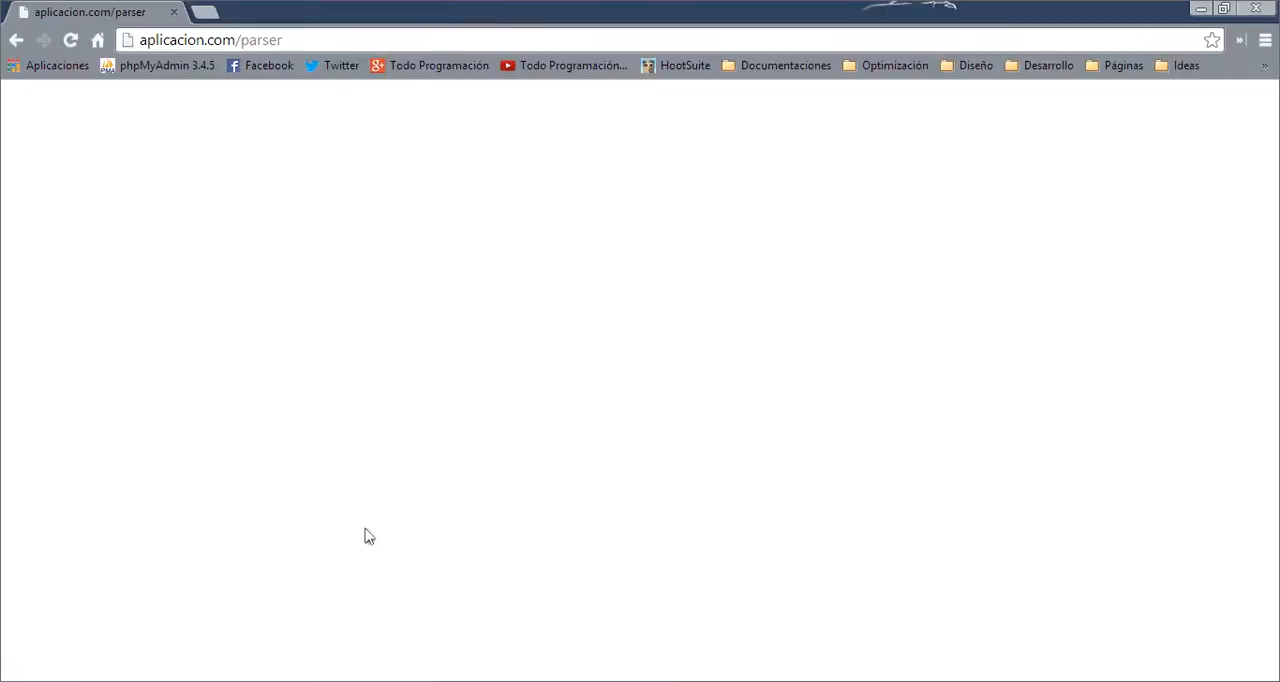 aplicacion.com/parser
aplicacion.com/parser
Aplicaciones phpMyAdmin 3.4.5 Facebook Twitter Todo Programación Todo Programación... HootSuite Documentaciones Optimización Diseño Desarrollo Páginas Ideas